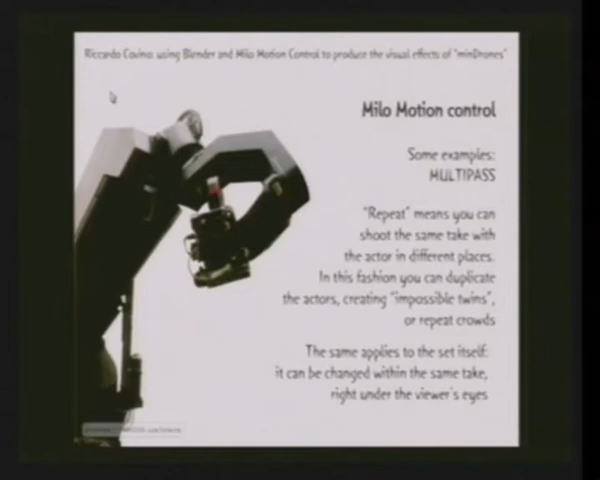 Riccardo Covino: using Blender and Milo Motion Control to produce the visual effects of "minDrones"
Milo Motion control
Some examples:
MULTIPASS
"Repeat" means you can
shoot the same take with
the actor in different places.
In this fashion you can duplicate
the actors, creating "impossible twins",
or repeat crowds
The same applies to the set itself:
it can be changed within the same take,
right under the viewer's eyes